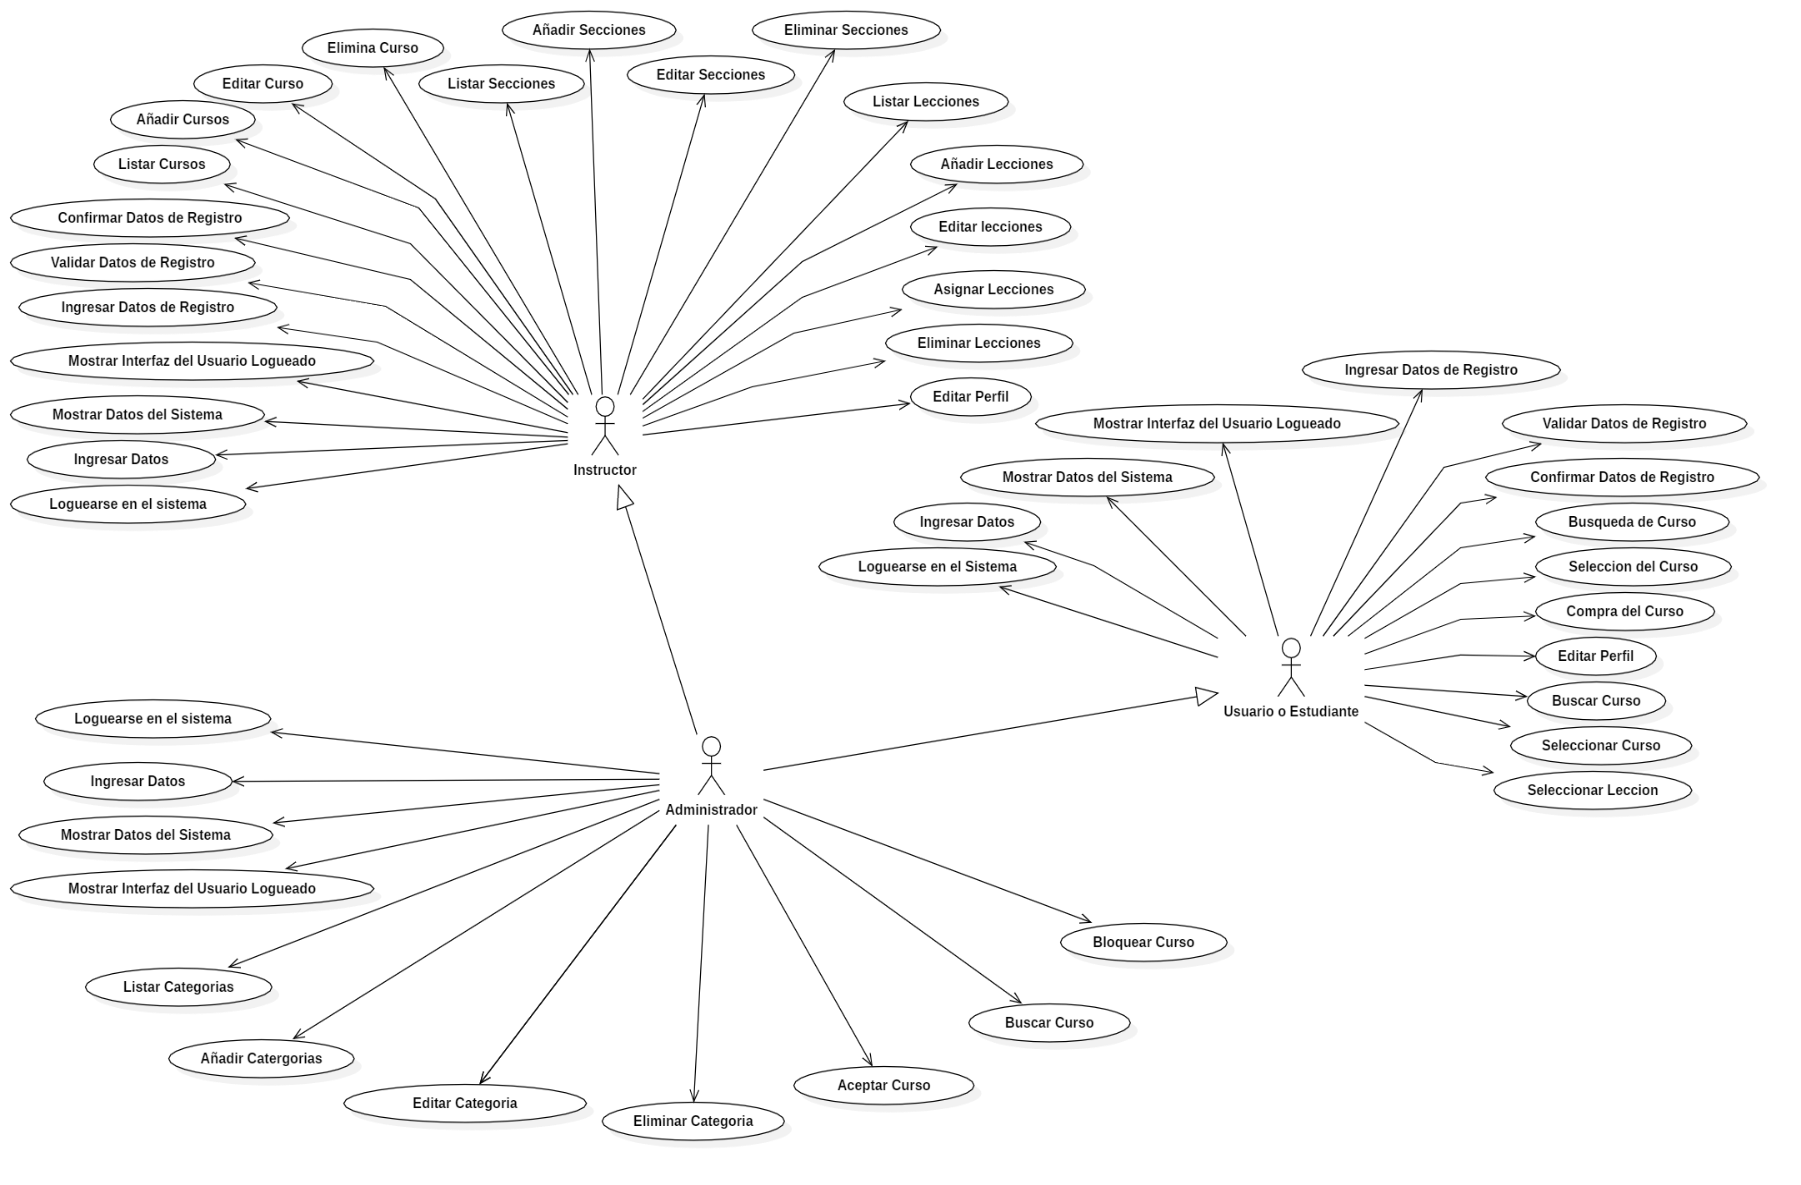 Añadir Secciones
Eliminar Secciones
Elimina Curso
Editar Secciones
Editar Curso
Listar Secciones
Listar Lecciones
Añadir Cursos
Listar Cursos
Añadir Lecciones
Confirmar Datos de Registro
Editar lecciones
Validar Datos de Registro
Asignar Lecciones
Ingresar Datos de Registro
Eliminar Lecciones
Mostrar Interfaz del Usuario Logueado
Ingresar Datos de Registro
Editar Perfil
Mostrar Datos del Sistema
Mostrar Interfaz del Usuario Logueado
Validar Datos de Registro
Ingresar Datos
Instructor
Mostrar Datos del Sistema
Confirmar Datos de Registro
Loguearse en el sistema
Ingresar Datos
Busqueda de Curso
Loguearse en el Sistema
Seleccion del Curso
Compra del Curso
Editar Perfil
Buscar Curso
Usuario o Estudiante
Loguearse en el sistema
Seleccionar Curso
Ingresar Datos
Seleccionar Leccion
Administrador
Mostrar Datos del Sistema
Mostrar Interfaz del Usuario Logueado
Bloquear Curso
Listar Categorias
Buscar Curso
Añadir Catergorias
Aceptar Curso
Editar Categoria
Eliminar Categoria